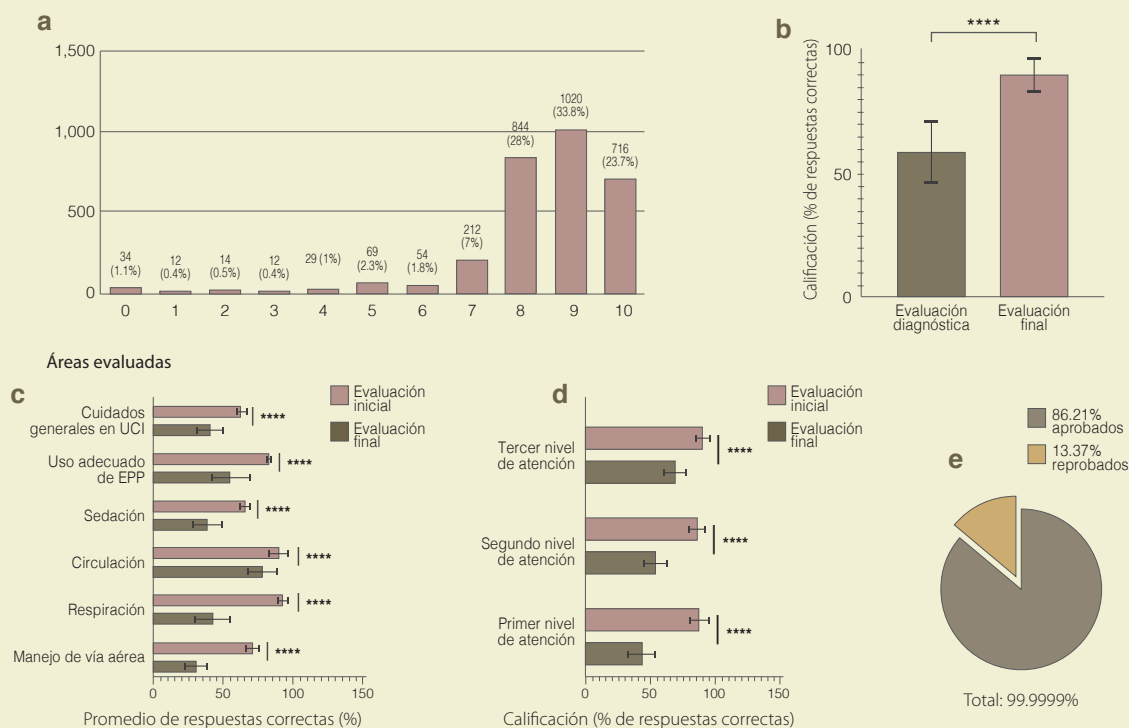 a
1,500
1,000
500
0
34
(1.1%)
12
(0.4%)
14
(0.5%)
12
(0.4%)
29 (1%)
69
(2.3%)
54
(1.8%)
212
(7%)
844
(28%)
1020
(33.8%)
716
(23.7%)
0 1 2 3 4 5 6 7 8 9 10
b
****
Calificación (% de respuestas correctas)
100
50
0
Evaluación
diagnóstica
Evaluación
final
Áreas evaluadas
c
Evaluación
inicial
Evaluación
final
Cuidados
generales en UCI
****
Uso adecuado
de EPP
****
Sedación
****
Circulación
****
Respiración
****
Manejo de vía aérea
****
0 50 100 150
Promedio de respuestas correctas (%)
d
Evaluación
inicial
Evaluación
final
Tercer nivel
de atención
****
Segundo nivel
de atención
****
Primer nivel
de atención
****
0 50 100 150
Calificación (% de respuestas correctas)
e
86.21%
aprobados
13.37%
reprobados
Total: 99.9999%